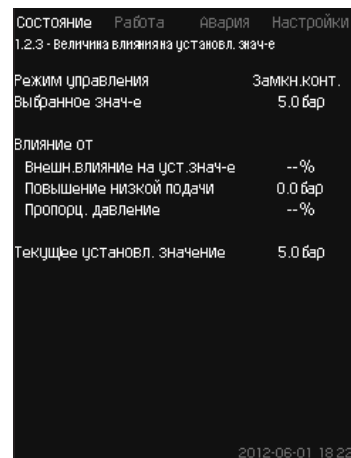 Состояние Работа Авария Настройки
1.2.3 - Величина влияния на установл. знач-е
Режим управления Замкн.конт.
Выбранное знач-е 5.0 бар
Влияние от
Внешн.влияние на уст.знач-е --%
Повышение низкой подачи 0.0 бар
Пропорц. давление --%
Текущее установл. значение 5.0 бар
2012-06-01 18:22